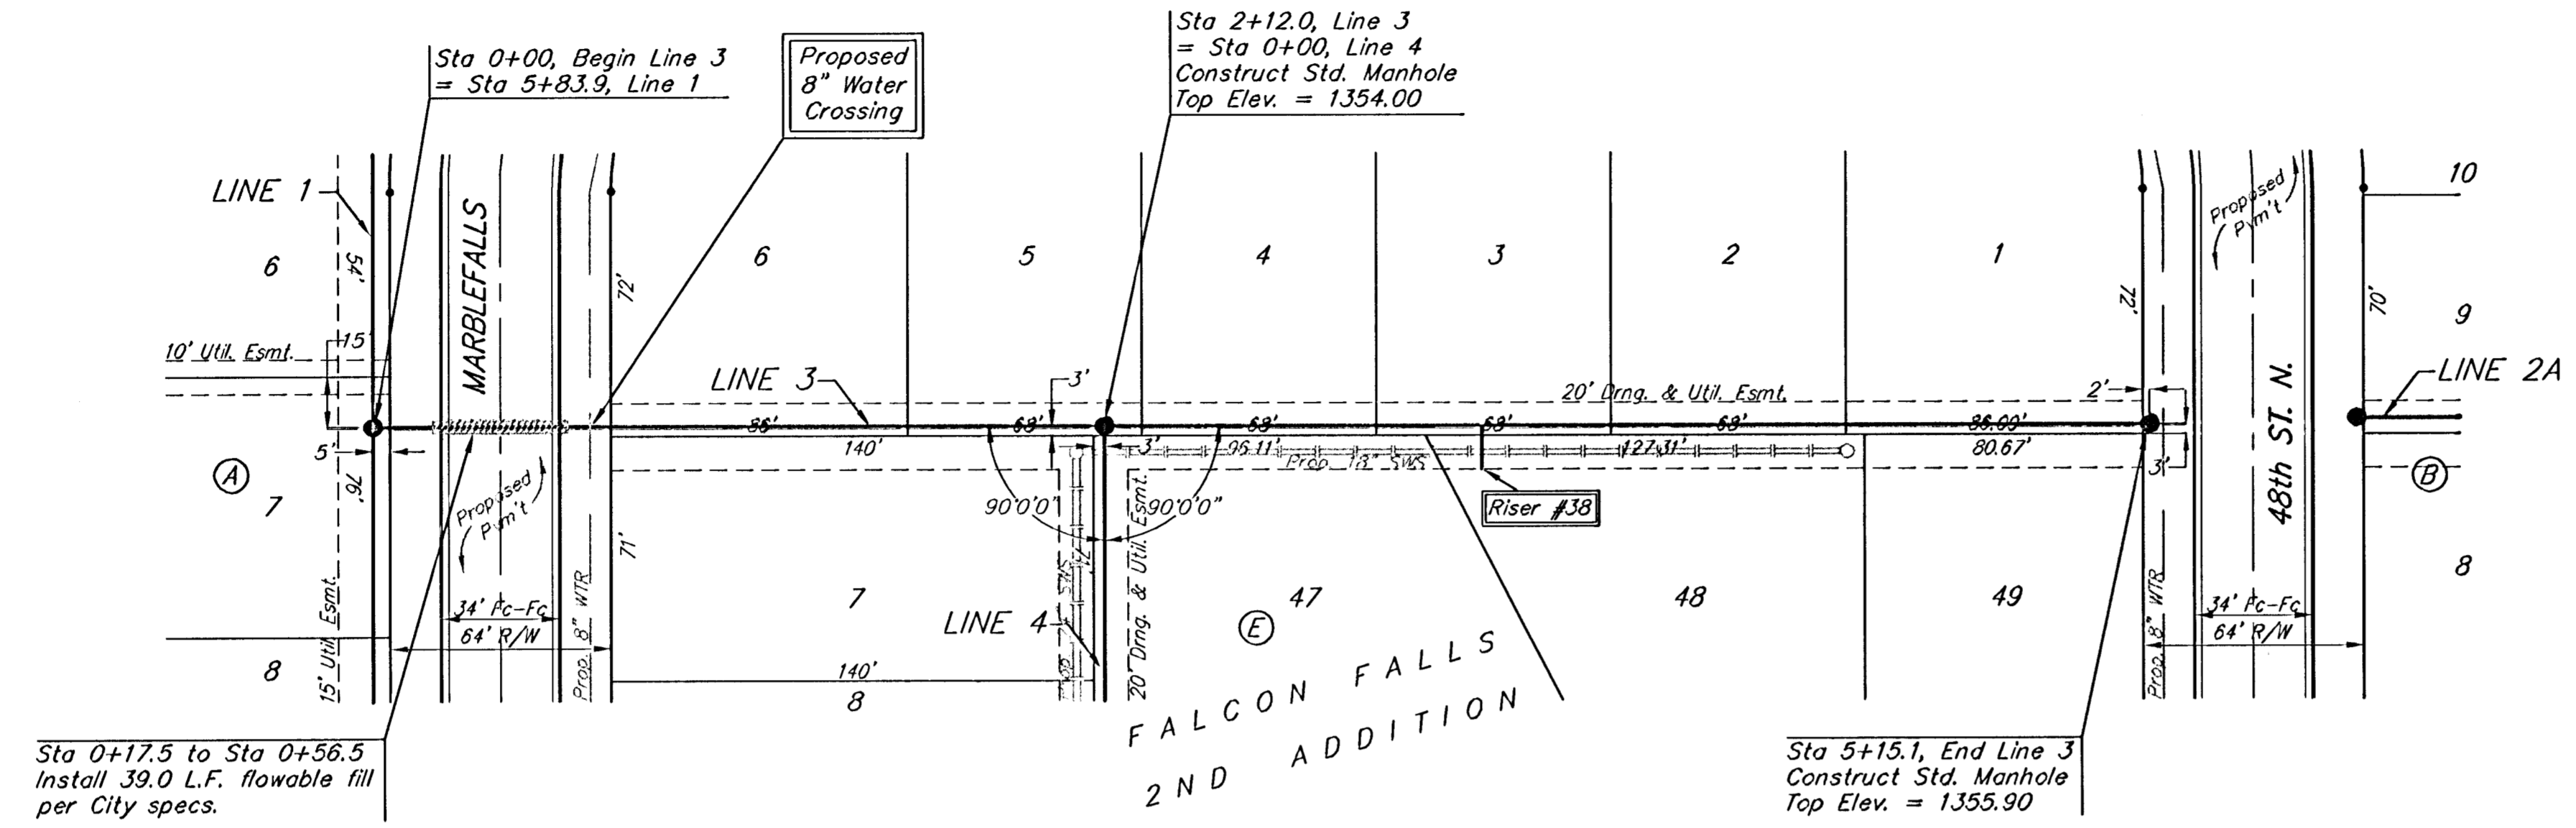 Sta 0+00, Begin Line 3
= Sta 5+83.9, Line 1
Proposed
8" Water
Crossing
Sta 2+12.0, Line 3
= Sta 0+00, Line 4
Construct Std. Manhole
Top Elev. = 1354.00
LINE 1
MARBLEFALLS
6
54'
72'
6
5
4
3
2
1
72'
Proposed
Pvm't
10
70'
9
15'
10' Util. Esmt.
LINE 3
3'
20' Drng. & Util. Esmt.
2'
48th ST. N.
LINE 2A
86'
68'
68'
68'
68'
86.09'
5'
140'
3'
96.11'
Prop. 18" SWS
127.31'
80.67'
3'
A
7
76'
Proposed
Pvm't
71'
90°0'0"
90°0'0"
Riser #38
B
15' Util Esmt.
34' Fc-Fc
64' R/W
Prop. 8" WTR
7
LINE 4
20' Drng. & Util. Esmt.
E
47
48
49
Prop. 8" WTR
34' Fc-Fc
64' R/W
8
8
140'
8
FALCON FALLS
2ND ADDITION
Sta 0+17.5 to Sta 0+56.5
Install 39.0 L.F. flowable fill
per City specs.
Sta 5+15.1, End Line 3
Construct Std. Manhole
Top Elev. = 1355.90